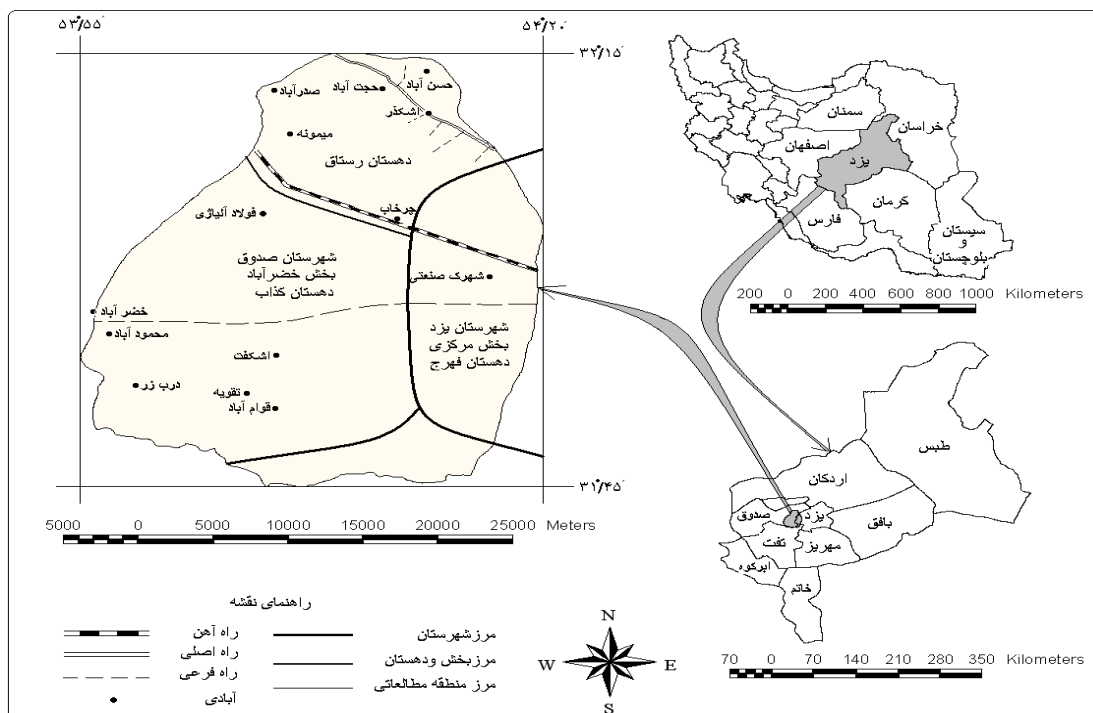 ۵۳°۵۵′
۵۴°۲۰′
۳۲°۱۵′
۳۱°۴۵′
حسن آباد
حجت آباد
صدرآباد
اشکذر
میمونه
دهستان رستاق
چرخاب
فولاد آلیاژی
شهرستان صدوق
بخش خضرآباد
دهستان کذاب
شهرک صنعتی
خضر آباد
محمود آباد
شهرستان یزد
بخش مرکزی
دهستان فهرج
اشکفت
درب زر
تقویه
قوام آباد
5000 0 5000 10000 15000 20000 25000 Meters
سمنان
خراسان
اصفهان
یزد
کرمان
فارس
سیستان
و
بلوچستان
200 0 200 400 600 800 1000 Kilometers
طبس
اردکان
صدوق
یزد
بافق
تفت
مهریز
ابرکوه
خاتم
70 0 70 140 210 280 350 Kilometers
راهنمای نقشه
راه آهن
راه اصلی
راه فرعی
آبادی
مرزشهرستان
مرزبخش ودهستان
مرز منطقه مطالعاتی
N
W E
S